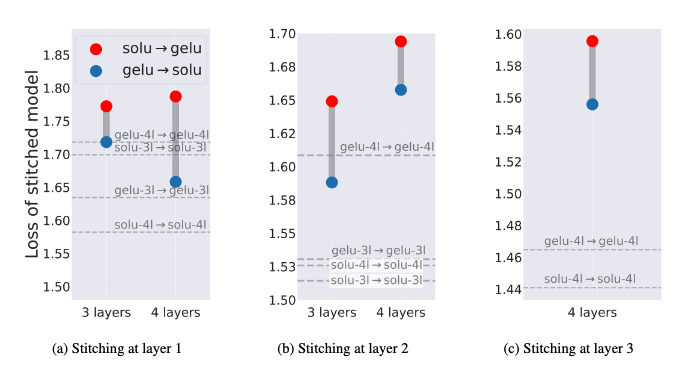 Loss of stitched model
1.85
1.80
1.75
1.70
1.65
1.60
1.55
1.50
solu→gelu
gelu→solu
gelu-4l→gelu-4l
solu-3l→solu-3l
gelu-3l→gelu-3l
solu-4l→solu-4l
3 layers 4 layers
(a) Stitching at layer 1
1.70
1.68
1.65
1.62
1.60
1.58
1.55
1.53
1.50
gelu-4l→gelu-4l
gelu-3l→gelu-3l
solu-4l→solu-4l
solu-3l→solu-3l
3 layers 4 layers
(b) Stitching at layer 2
1.60
1.58
1.56
1.54
1.52
1.50
1.48
1.46
1.44
gelu-4l→gelu-4l
solu-4l→solu-4l
4 layers
(c) Stitching at layer 3